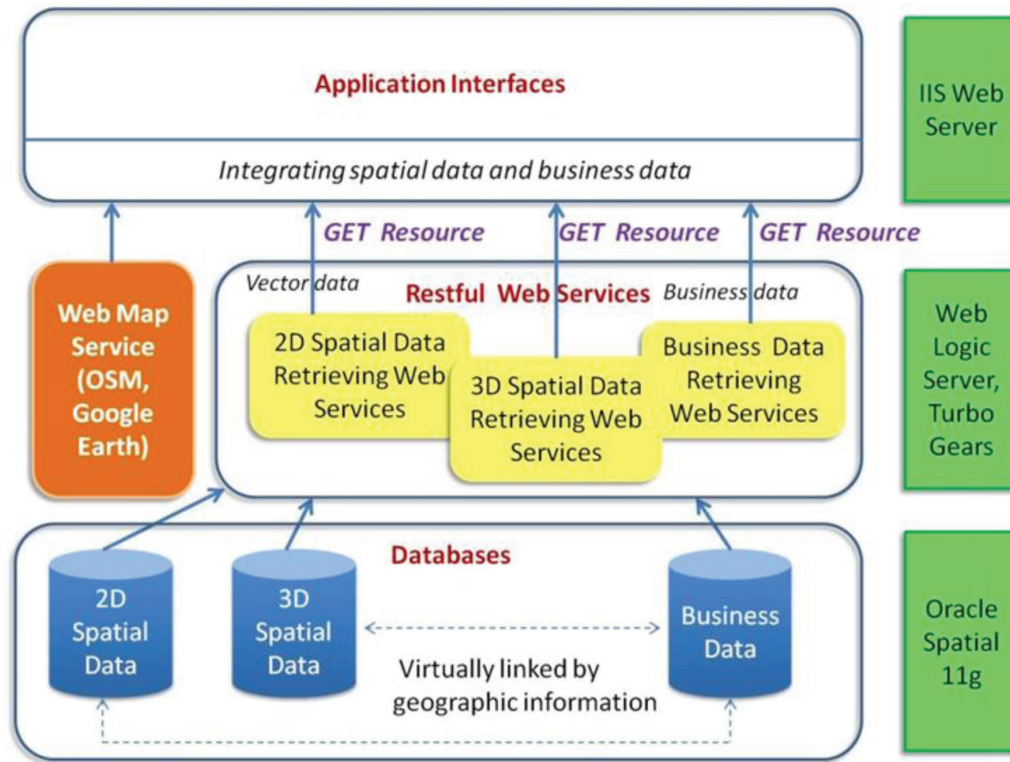 Application Interfaces
Integrating spatial data and business data
IIS Web
Server
GET Resource
GET Resource
GET Resource
Web Map
Service
(OSM,
Google
Earth)
Vector data
Restful Web Services
Business data
2D Spatial Data
Retrieving Web
Services
3D Spatial Data
Retrieving Web
Services
Business Data
Retrieving
Web Services
Web
Logic
Server,
Turbo
Gears
Databases
2D
Spatial
Data
3D
Spatial
Data
Business
Data
Virtually linked by
geographic information
Oracle
Spatial
11g